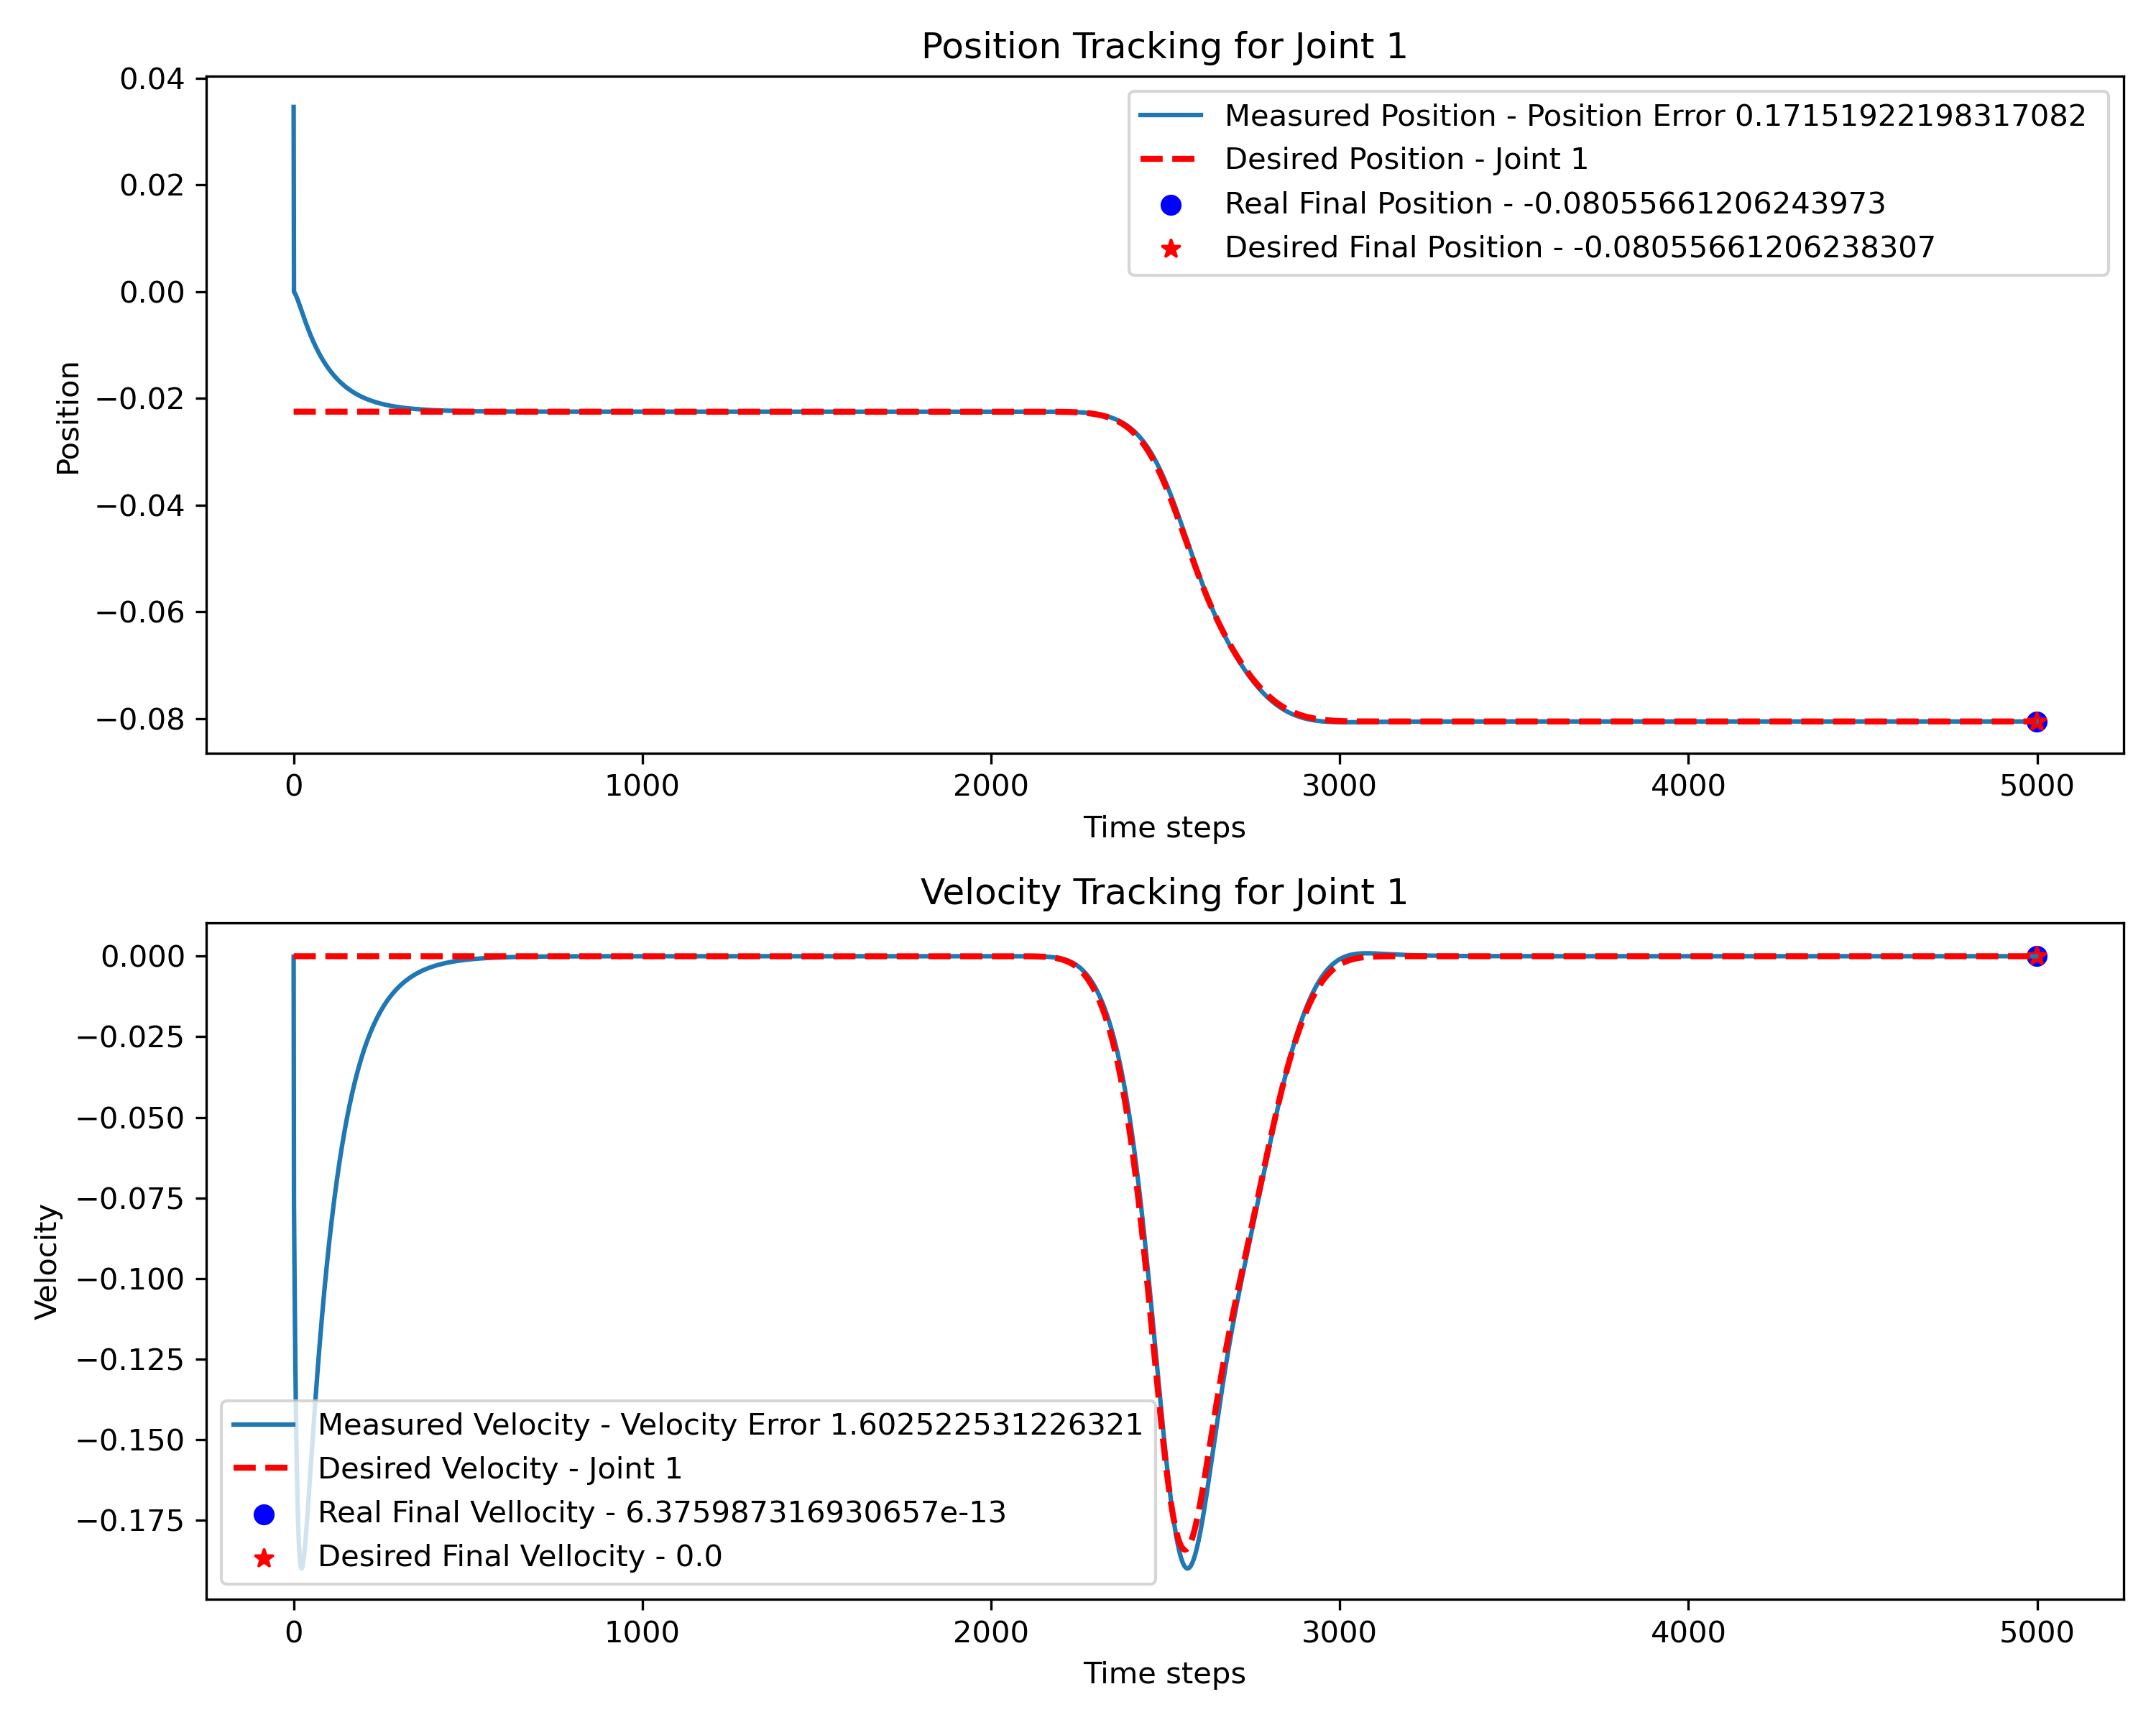 Position Tracking for Joint 1
0.04
0.02
0.00
−0.02
−0.04
−0.06
−0.08
Position
Measured Position - Position Error 0.17151922198317082
Desired Position - Joint 1
Real Final Position - -0.08055661206243973
Desired Final Position - -0.08055661206238307
0 1000 2000 3000 4000 5000
Time steps
Velocity Tracking for Joint 1
0.000
−0.025
−0.050
−0.075
−0.100
−0.125
−0.150
−0.175
Velocity
Measured Velocity - Velocity Error 1.602522531226321
Desired Velocity - Joint 1
Real Final Vellocity - 6.375987316930657e-13
Desired Final Vellocity - 0.0
0 1000 2000 3000 4000 5000
Time steps